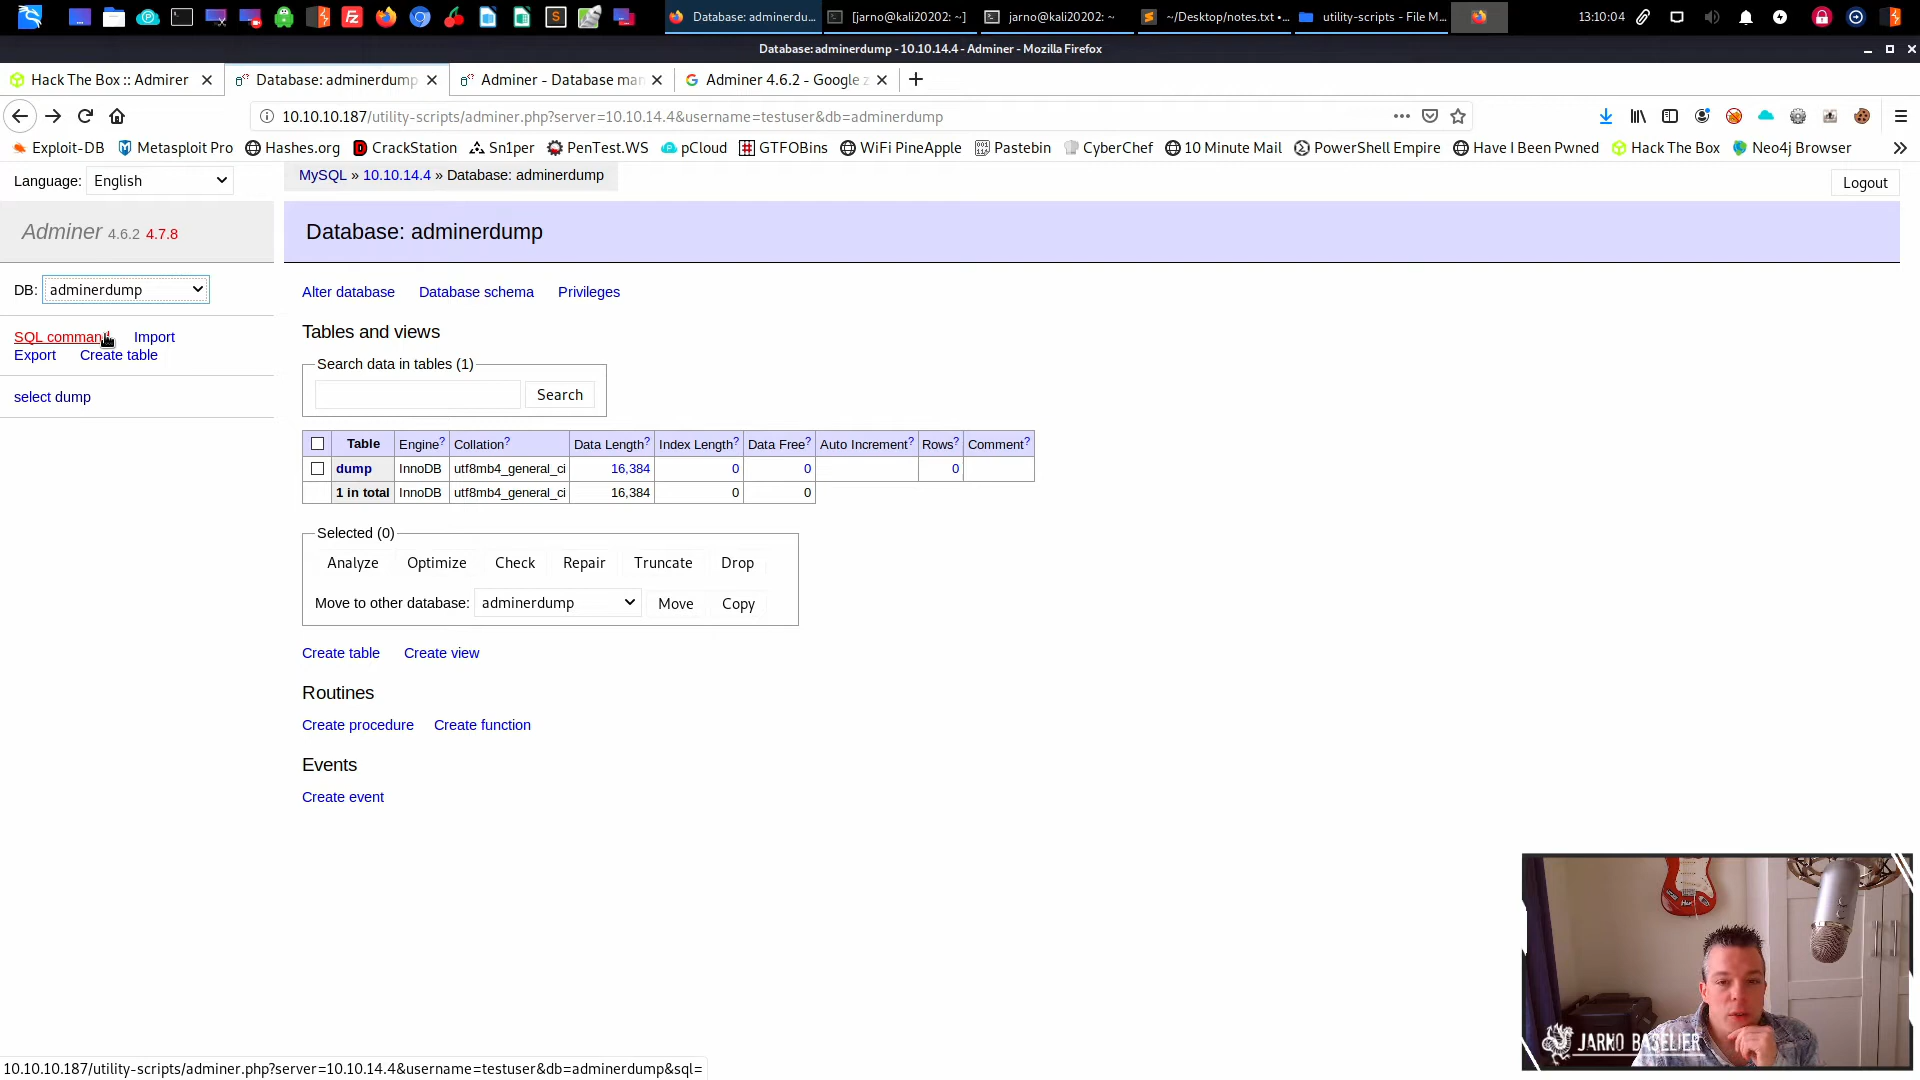 Database: adminerdu...
[jarno@kali20202: ~]
jarno@kali20202: ~
~/Desktop/notes.txt •...
utility-scripts - File M...
13:10:04
Database: adminerdump - 10.10.14.4 - Adminer - Mozilla Firefox
Hack The Box :: Admirer
Database: adminerdump
Adminer - Database man
Adminer 4.6.2 - Google z
10.10.10.187/utility-scripts/adminer.php?server=10.10.14.4&username=testuser&db=adminerdump
Exploit-DB
Metasploit Pro
Hashes.org
CrackStation
Sn1per
PenTest.WS
pCloud
GTFOBins
WiFi PineApple
Pastebin
CyberChef
10 Minute Mail
PowerShell Empire
Have I Been Pwned
Hack The Box
Neo4j Browser
Language: English
MySQL » 10.10.14.4 » Database: adminerdump
Logout
Adminer 4.6.2 4.7.8
Database: adminerdump
DB: adminerdump
Alter database Database schema Privileges
SQL command Import
Export Create table
select dump
Tables and views
Search data in tables (1)
Search
Table Engine? Collation? Data Length? Index Length? Data Free? Auto Increment? Rows? Comment?
dump InnoDB utf8mb4_general_ci 16,384 0 0 0
1 in total InnoDB utf8mb4_general_ci 16,384 0 0
Selected (0)
Analyze Optimize Check Repair Truncate Drop
Move to other database: adminerdump Move Copy
Create table Create view
Routines
Create procedure Create function
Events
Create event
JARNO BASELIER
10.10.10.187/utility-scripts/adminer.php?server=10.10.14.4&username=testuser&db=adminerdump&sql=